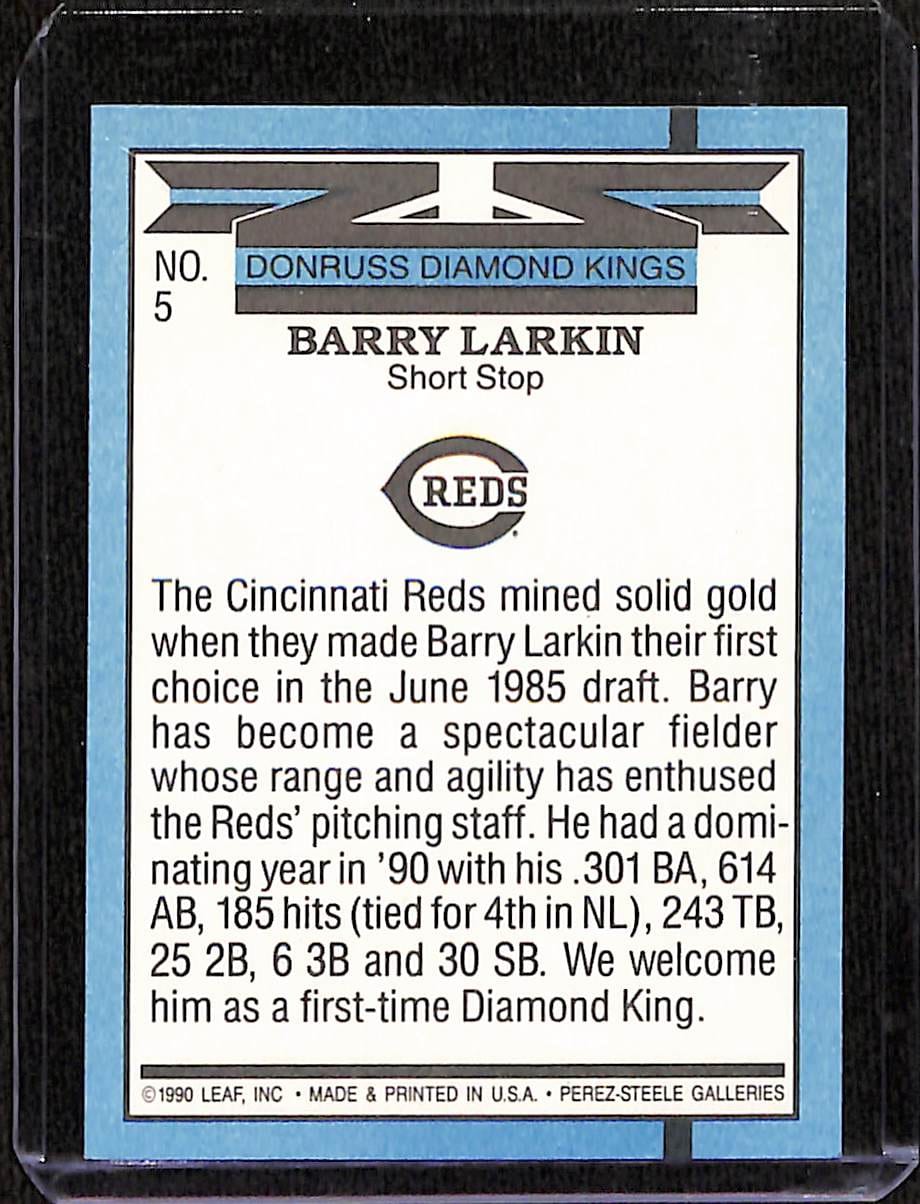 NO.
5
DONRUSS DIAMOND KINGS
BARRY LARKIN
Short Stop
REDS
The Cincinnati Reds mined solid gold
when they made Barry Larkin their first
choice in the June 1985 draft. Barry
has become a spectacular fielder
whose range and agility has enthused
the Reds' pitching staff. He had a domi-
nating year in '90 with his .301 BA, 614
AB, 185 hits (tied for 4th in NL), 243 TB,
25 2B, 6 3B and 30 SB. We welcome
him as a first-time Diamond King.
©1990 LEAF, INC • MADE & PRINTED IN U.S.A. • PEREZ-STEELE GALLERIES